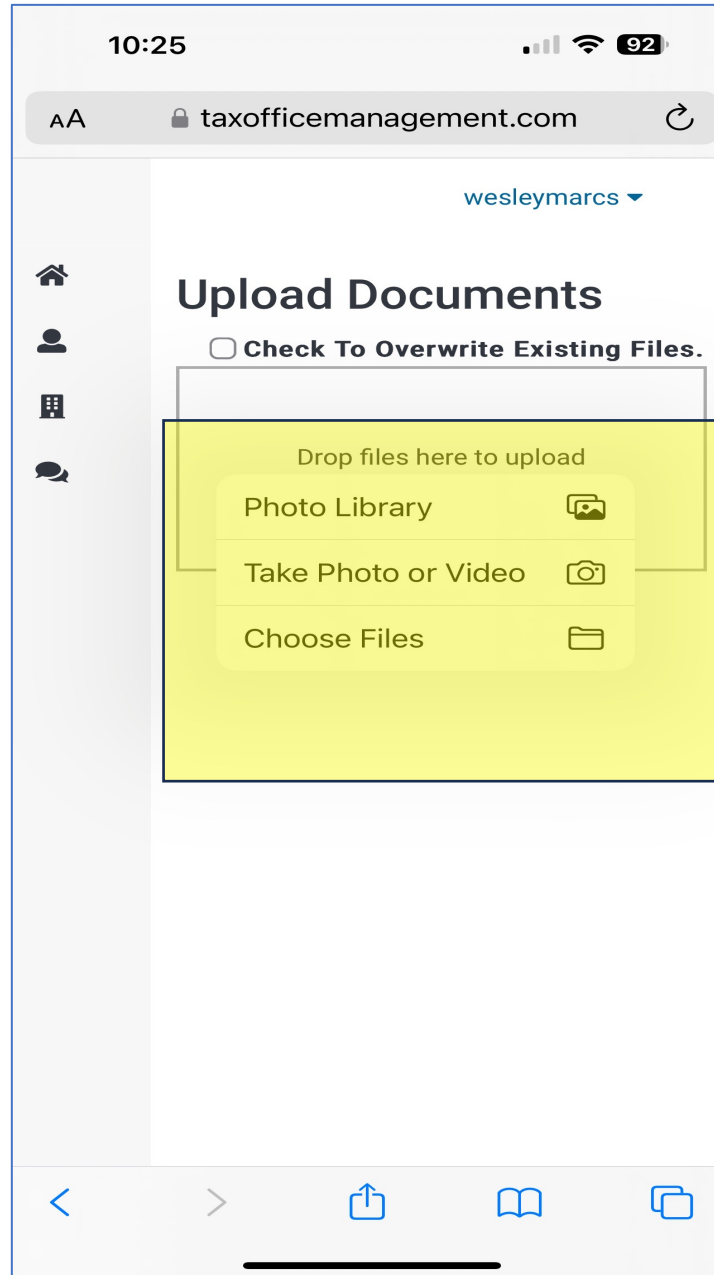 10:25 92
AA taxofficemanagement.com
wesleymarcs
Upload Documents
Check To Overwrite Existing Files.
Drop files here to upload
Photo Library
Take Photo or Video
Choose Files